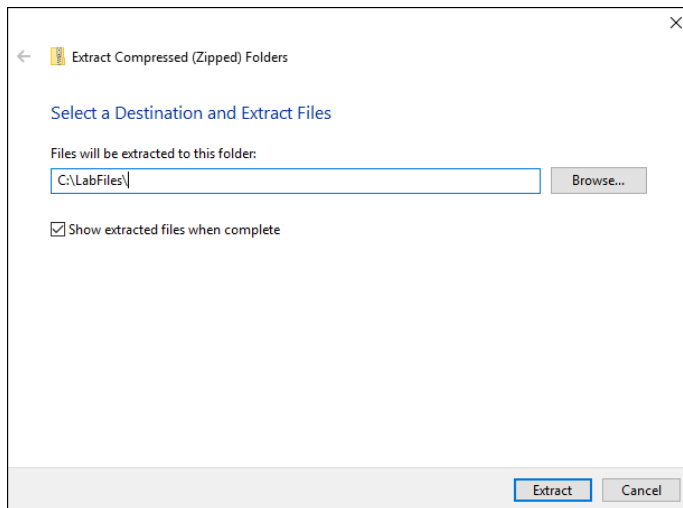 Extract Compressed (Zipped) Folders
Select a Destination and Extract Files
Files will be extracted to this folder:
C:\LabFiles\
Browse...
Show extracted files when complete
Extract
Cancel